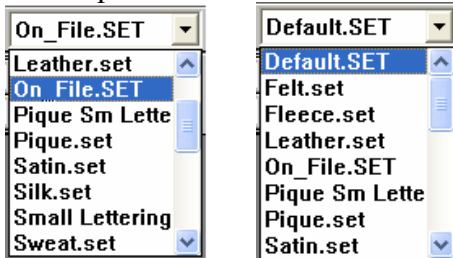 On_File.SET
Leather.set
On_File.SET
Pique Sm Lette
Pique.set
Satin.set
Silk.set
Small Lettering
Sweat.set
Default.SET
Default.SET
Felt.set
Fleece.set
Leather.set
On_File.SET
Pique Sm Lette
Pique.set
Satin.set